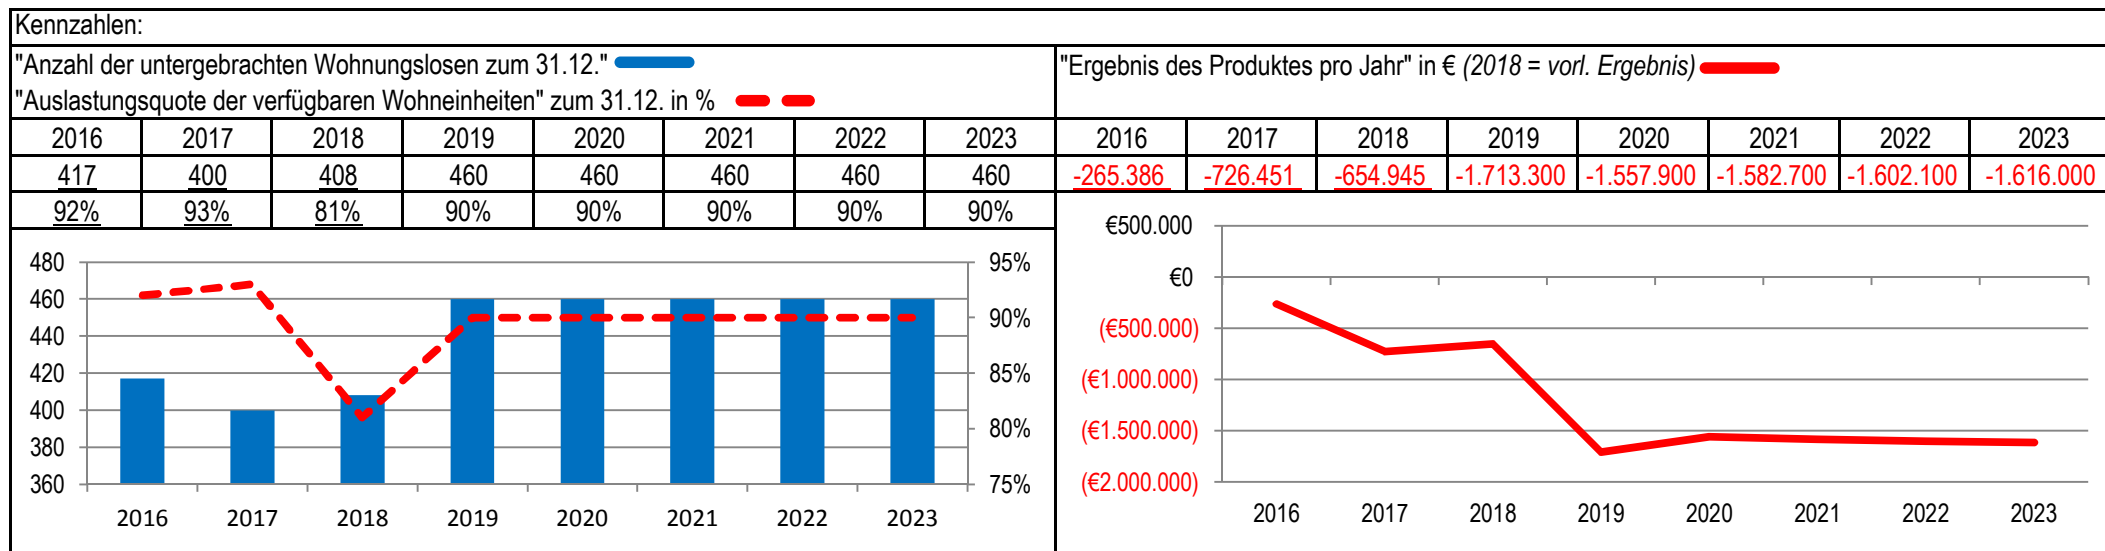 Kennzahlen:
"Anzahl der untergebrachten Wohnungslosen zum 31.12."
"Auslastungsquote der verfügbaren Wohneinheiten" zum 31.12. in %
2016 2017 2018 2019 2020 2021 2022 2023
417 400 408 460 460 460 460 460
92% 93% 81% 90% 90% 90% 90% 90%
480 95%
460 90%
440
420 85%
400
380 80%
360 75%
2016 2017 2018 2019 2020 2021 2022 2023
"Ergebnis des Produktes pro Jahr" in € (2018 = vorl. Ergebnis)
2016 2017 2018 2019 2020 2021 2022 2023
-265.386 -726.451 -654.945 -1.713.300 -1.557.900 -1.582.700 -1.602.100 -1.616.000
€500.000
€0
(€500.000)
(€1.000.000)
(€1.500.000)
(€2.000.000)
2016 2017 2018 2019 2020 2021 2022 2023